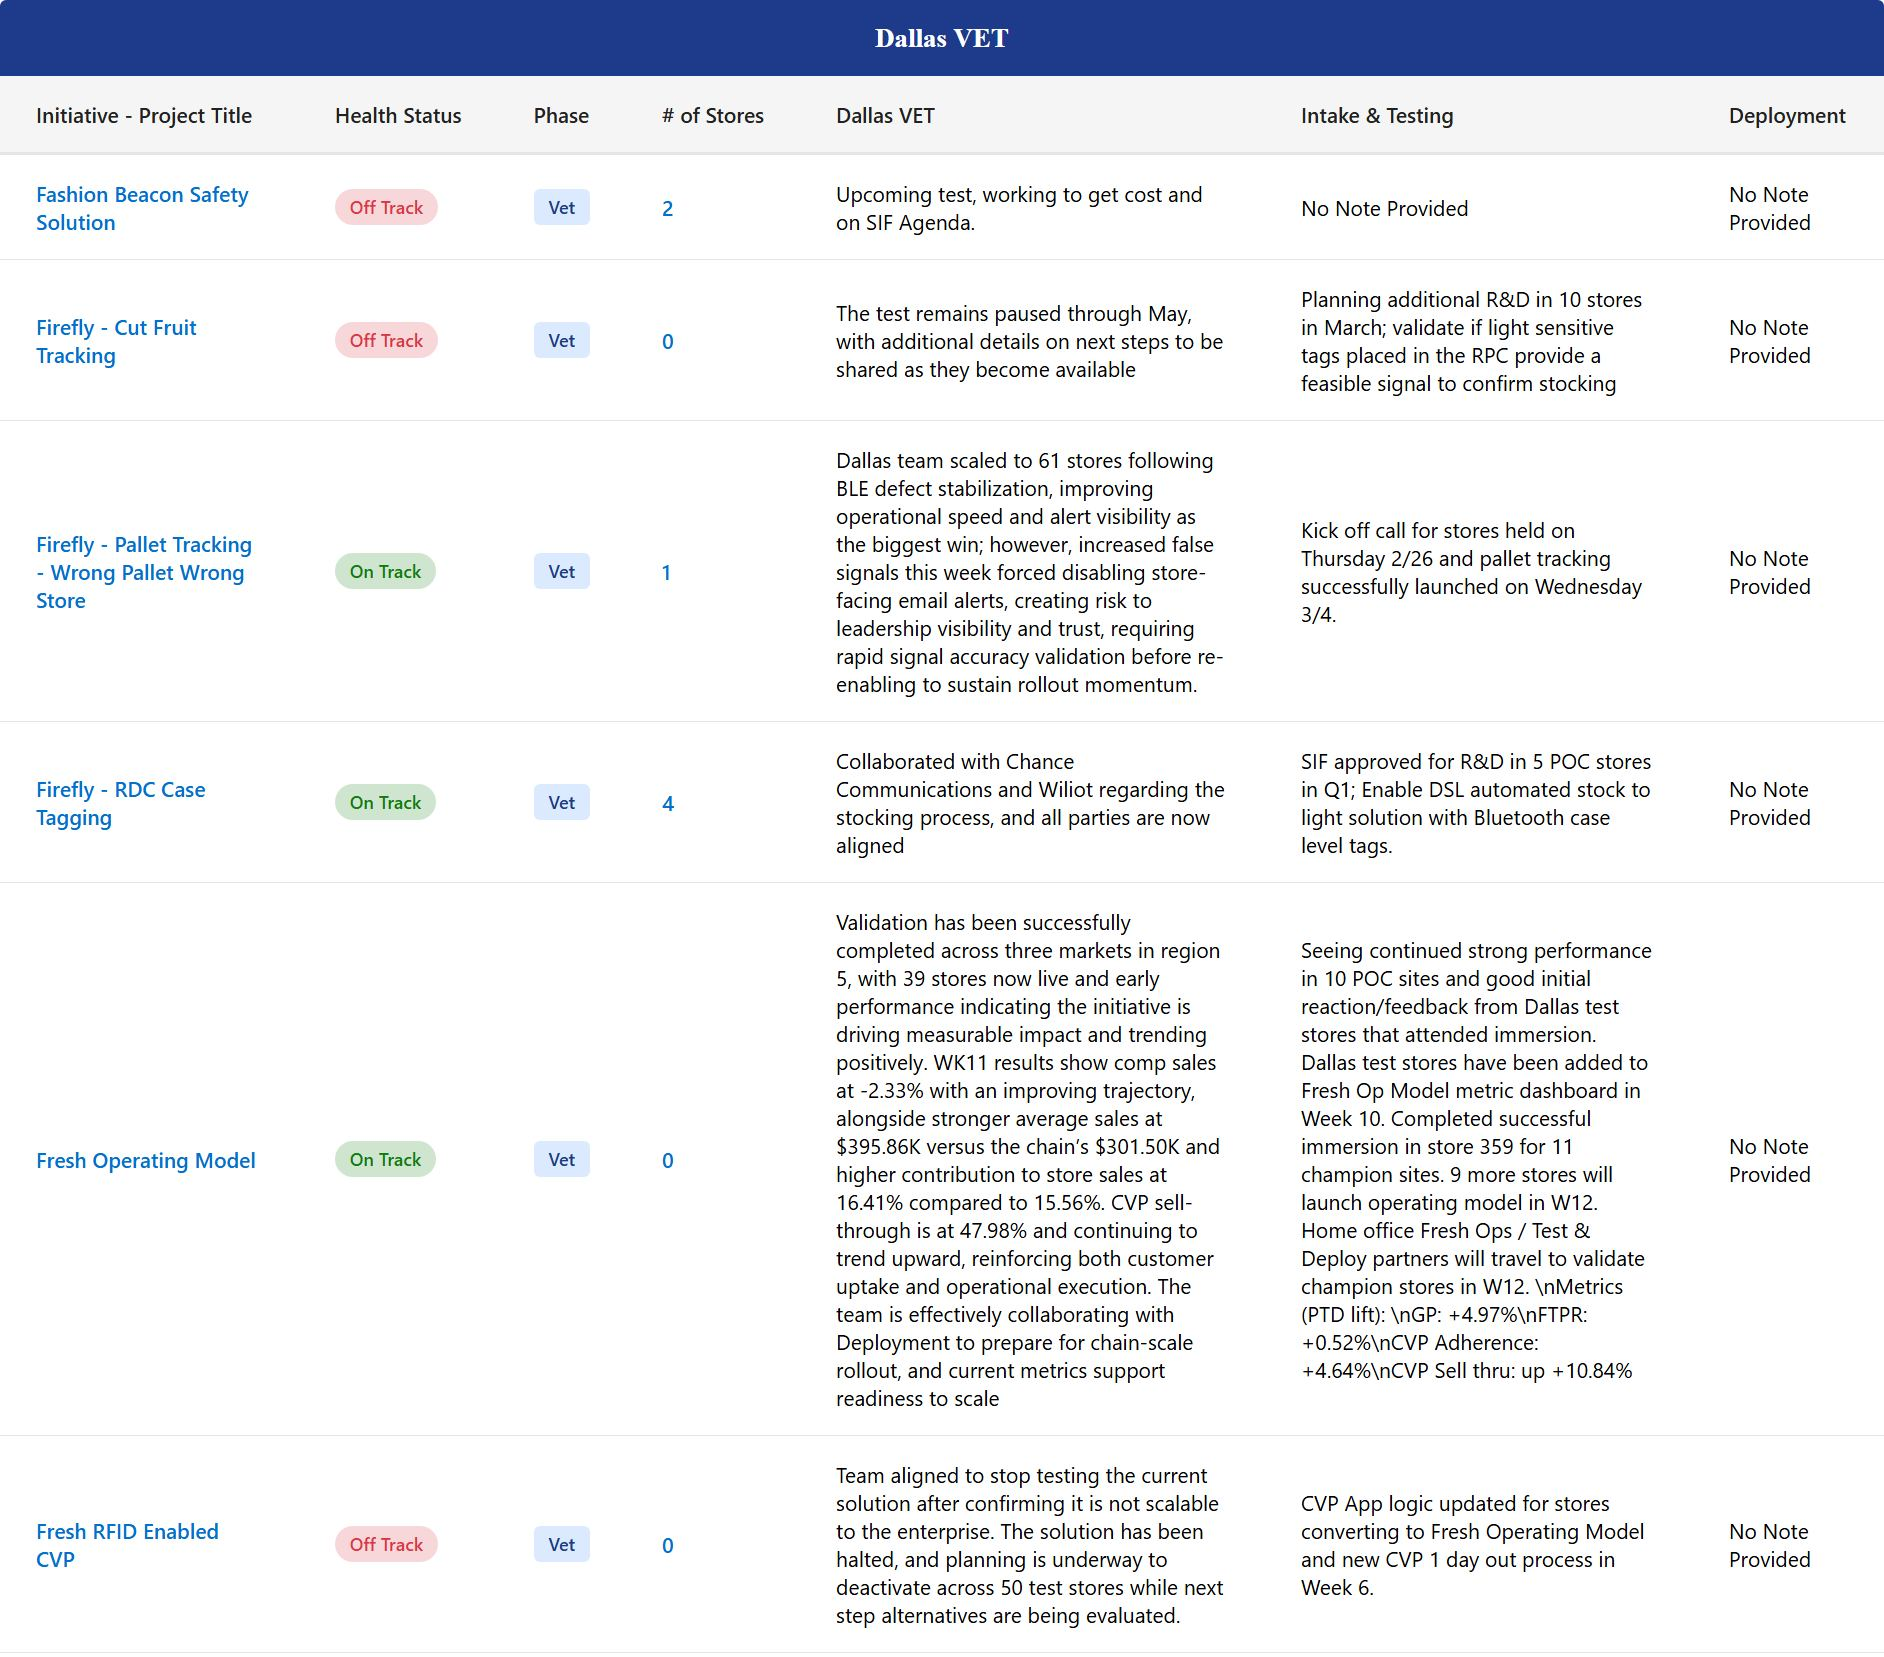 Dallas VET
Initiative - Project Title
Health Status
Phase
# of Stores
Dallas VET
Intake & Testing
Deployment
Fashion Beacon Safety
Solution
Off Track
Vet
2
Upcoming test, working to get cost and
on SIF Agenda.
No Note Provided
No Note
Provided
Firefly - Cut Fruit
Tracking
Off Track
Vet
0
The test remains paused through May,
with additional details on next steps to be
shared as they become available
Planning additional R&D in 10 stores
in March; validate if light sensitive
tags placed in the RPC provide a
feasible signal to confirm stocking
No Note
Provided
Firefly - Pallet Tracking
- Wrong Pallet Wrong
Store
On Track
Vet
1
Dallas team scaled to 61 stores following
BLE defect stabilization, improving
operational speed and alert visibility as
the biggest win; however, increased false
signals this week forced disabling store-
facing email alerts, creating risk to
leadership visibility and trust, requiring
rapid signal accuracy validation before re-
enabling to sustain rollout momentum.
Kick off call for stores held on
Thursday 2/26 and pallet tracking
successfully launched on Wednesday
3/4.
No Note
Provided
Firefly - RDC Case
Tagging
On Track
Vet
4
Collaborated with Chance
Communications and Wiliot regarding the
stocking process, and all parties are now
aligned
SIF approved for R&D in 5 POC stores
in Q1; Enable DSL automated stock to
light solution with Bluetooth case
level tags.
No Note
Provided
Fresh Operating Model
On Track
Vet
0
Validation has been successfully
completed across three markets in region
5, with 39 stores now live and early
performance indicating the initiative is
driving measurable impact and trending
positively. WK11 results show comp sales
at -2.33% with an improving trajectory,
alongside stronger average sales at
$395.86K versus the chain’s $301.50K and
higher contribution to store sales at
16.41% compared to 15.56%. CVP sell-
through is at 47.98% and continuing to
trend upward, reinforcing both customer
uptake and operational execution. The
team is effectively collaborating with
Deployment to prepare for chain-scale
rollout, and current metrics support
readiness to scale
Seeing continued strong performance
in 10 POC sites and good initial
reaction/feedback from Dallas test
stores that attended immersion.
Dallas test stores have been added to
Fresh Op Model metric dashboard in
Week 10. Completed successful
immersion in store 359 for 11
champion sites. 9 more stores will
launch operating model in W12.
Home office Fresh Ops / Test &
Deploy partners will travel to validate
champion stores in W12. \nMetrics
(PTD lift): \nGP: +4.97%\nFTPR:
+0.52%\nCVP Adherence:
+4.64%\nCVP Sell thru: up +10.84%
No Note
Provided
Fresh RFID Enabled
CVP
Off Track
Vet
0
Team aligned to stop testing the current
solution after confirming it is not scalable
to the enterprise. The solution has been
halted, and planning is underway to
deactivate across 50 test stores while next
step alternatives are being evaluated.
CVP App logic updated for stores
converting to Fresh Operating Model
and new CVP 1 day out process in
Week 6.
No Note
Provided